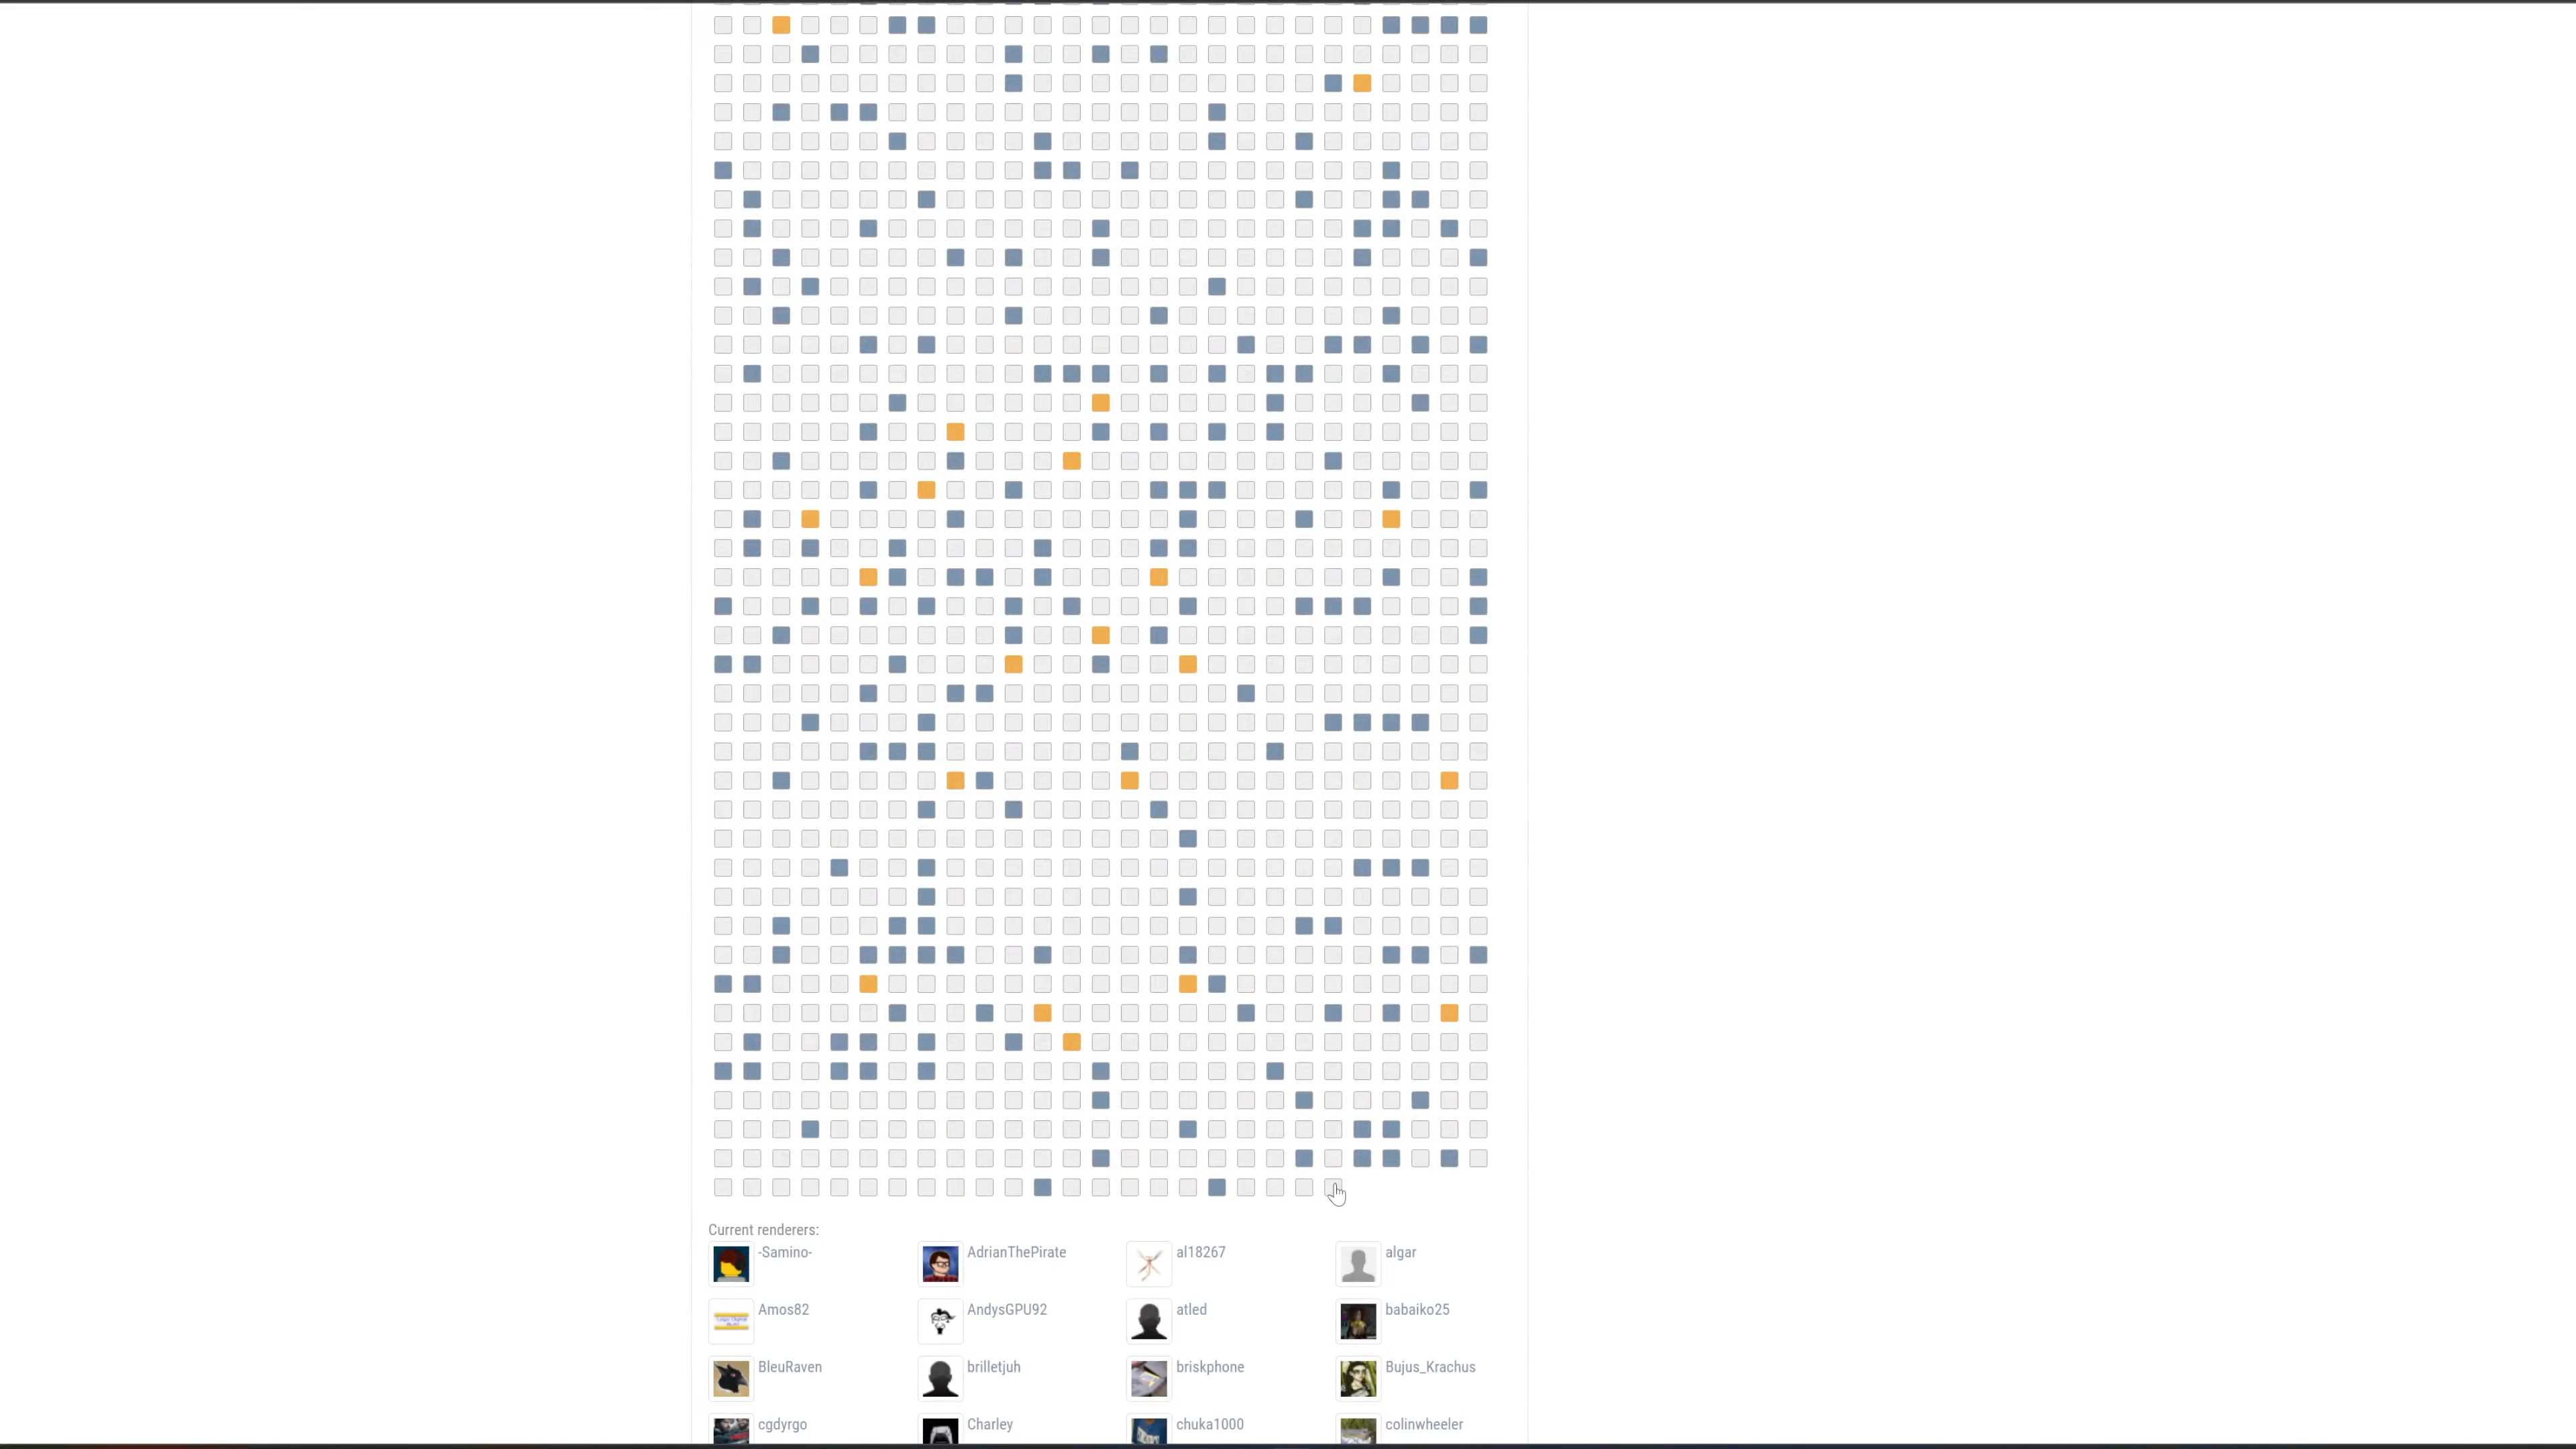 Current renderers:
-Samino- AdrianThePirate al18267 algar
Amos82 AndysGPU92 atled babaiko25
BleuRaven brilletjuh briskphone Bujus_Krachus
cgdyrgo Charley chuka1000 colinwheeler